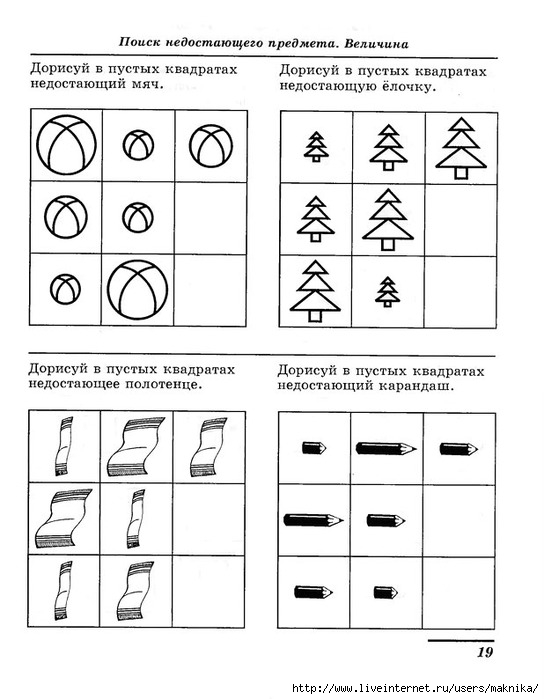 Поиск недостающего предмета. Величина
Дорисуй в пустых квадратах
недостающий мяч.
Дорисуй в пустых квадратах
недостающую ёлочку.
Дорисуй в пустых квадратах
недостающее полотенце.
Дорисуй в пустых квадратах
недостающий карандаш.
19
http://www.liveinternet.ru/users/maknika/